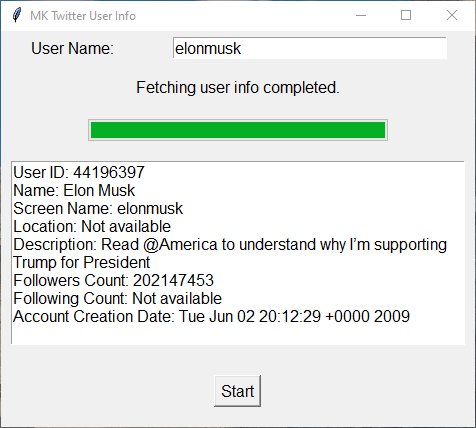 MK Twitter User Info
User Name: elonmusk
Fetching user info completed.
User ID: 44196397
Name: Elon Musk
Screen Name: elonmusk
Location: Not available
Description: Read @America to understand why I'm supporting
Trump for President
Followers Count: 202147453
Following Count: Not available
Account Creation Date: Tue Jun 02 20:12:29 +0000 2009
Start